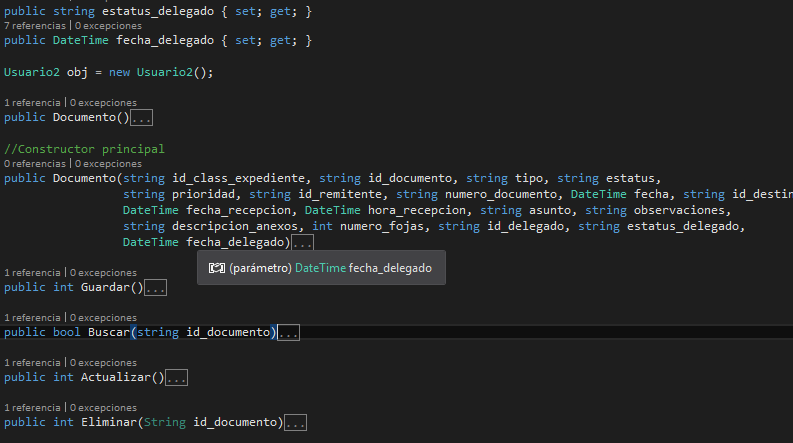 public string estatus_delegado { set; get; }
7 referencias | 0 excepciones
public DateTime fecha_delegado { set; get; }
Usuario2 obj = new Usuario2();
1 referencia | 0 excepciones
public Documento()...
//Constructor principal
0 referencias | 0 excepciones
public Documento(string id_class_expediente, string id_documento, string tipo, string estatus,
string prioridad, string id_remitente, string numero_documento, DateTime fecha, string id_destin
DateTime fecha_recepcion, DateTime hora_recepcion, string asunto, string observaciones,
string descripcion_anexos, int numero_fojas, string id_delegado, string estatus_delegado,
DateTime fecha_delegado)...
(parámetro) DateTime fecha_delegado
1 referencia | 0 excepciones
public int Guardar()...
1 referencia | 0 excepciones
public bool Buscar(string id_documento)...
1 referencia | 0 excepciones
public int Actualizar()...
1 referencia | 0 excepciones
public int Eliminar(String id_documento)...